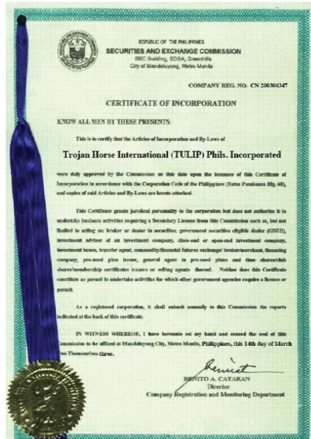 REPUBLIC OF THE PHILIPPINES
SECURITIES AND EXCHANGE COMMISSION
SEC Building, EDSA, Greenhills
City of Mandaluyong, Metro Manila
COMPANY REG. NO. CN 200306347
CERTIFICATE OF INCORPORATION
KNOW ALL MEN BY THESE PRESENTS:
This is to certify that the Articles of Incorporation and By-Laws of
Trojan Horse International (TULIP) Phils. Incorporated
were duly approved by the Commission on this date upon the issuance of this Certificate of
Incorporation in accordance with the Corporation Code of the Philippines (Batas Pambansa Blg. 68),
and copies of said Articles and By-Laws are hereto attached.
This Certificate grants juridical personality to the corporation but does not authorize it to
undertake business activities requiring a Secondary License from this Commission such as, but not
limited to acting as: broker or dealer in securities, government securities eligible dealer (GSED),
investment adviser of an investment company, close-end or open-end investment company,
investment house, transfer agent, commodity/financial futures exchange/broker/merchant, financing
company, pre-need plan issuer, general agent in pre-need plans and time shares/club
shares/membership certificates issuers or selling agents thereof. Neither does this Certificate
constitute as permit to undertake activities for which other government agencies require a license or
permit.
As a registered corporation, it shall submit annually to this Commission the reports
indicated at the back of this certificate.
IN WITNESS WHEREOF, I have hereunto set my hand and caused the seal of this
Commission to be affixed at Mandaluyong City, Metro Manila, Philippines, this 14th day of March
Two Thousand three.
BENITO A. CATARAN
Director
Company Registration and Monitoring Department